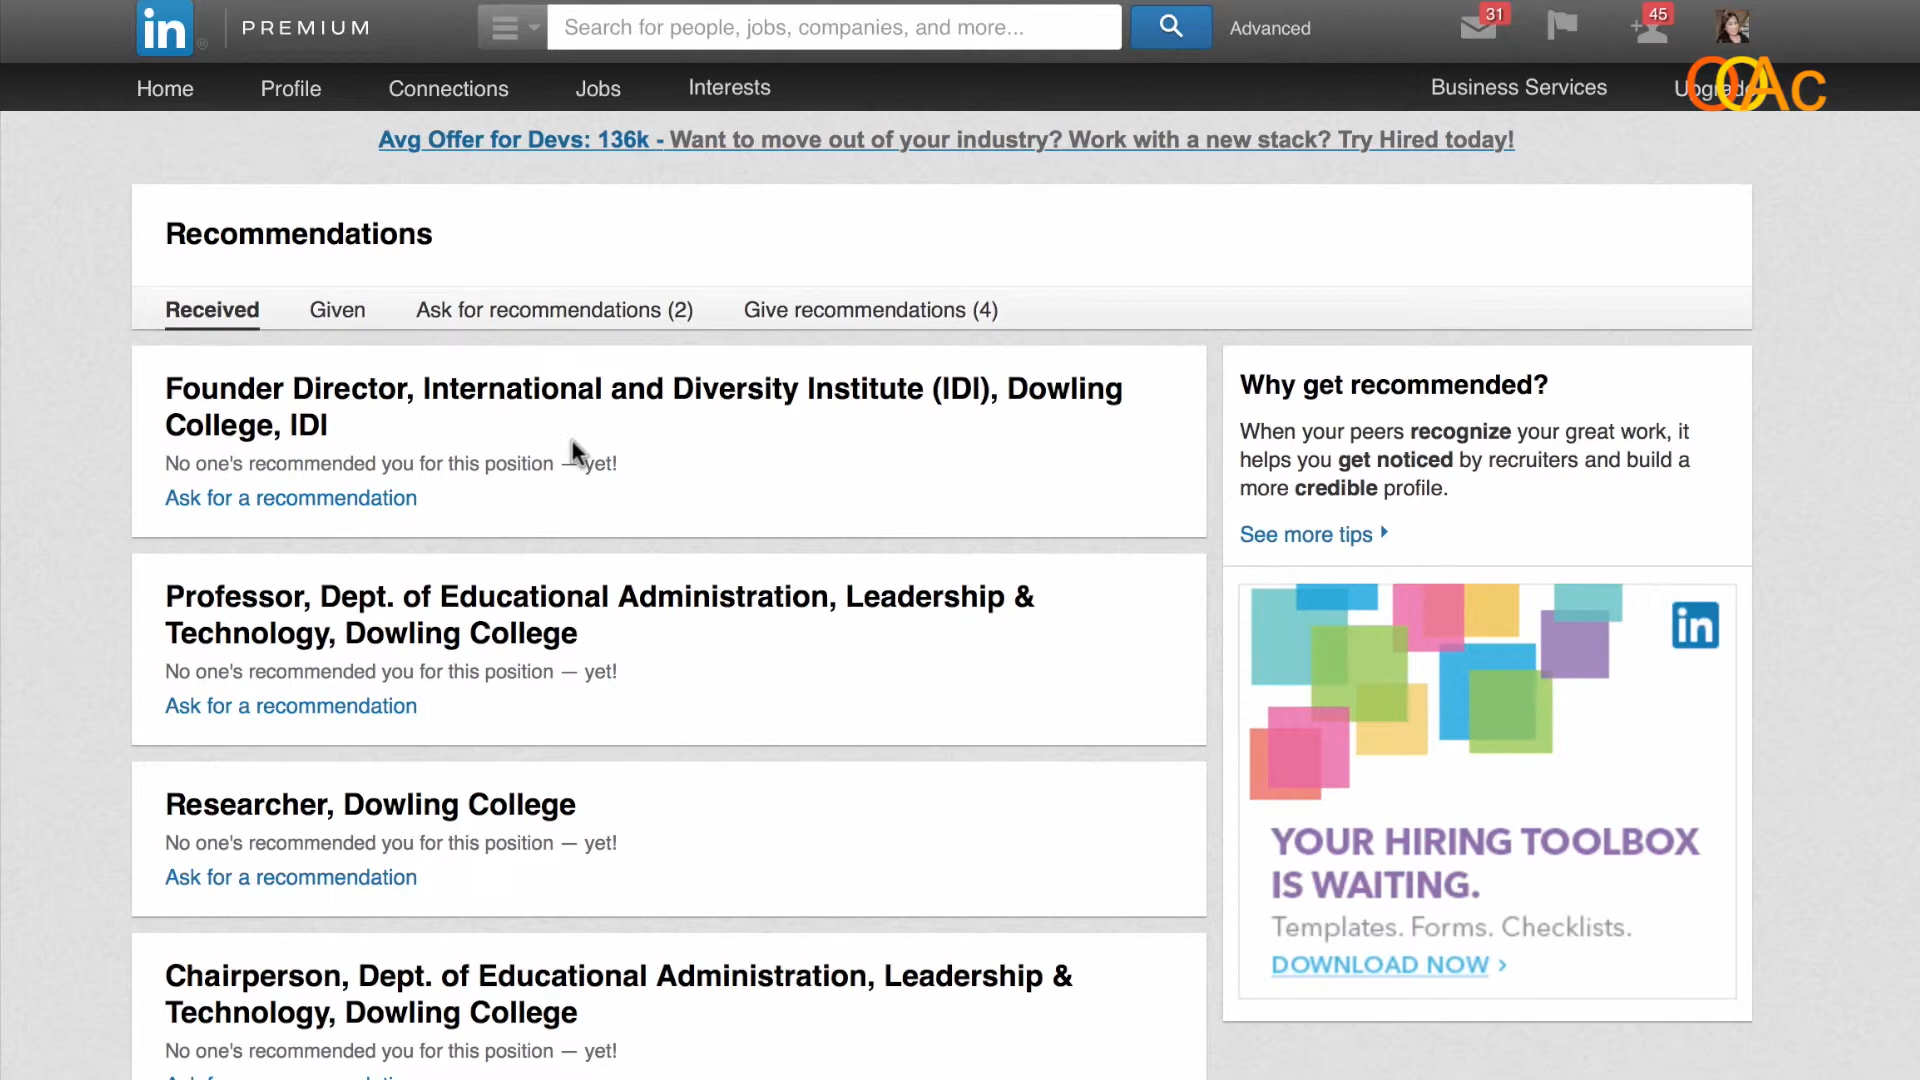 in PREMIUM
Search for people, jobs, companies, and more...
Advanced
31
45
Home Profile Connections Jobs Interests Business Services
OOAc
Avg Offer for Devs: 136k - Want to move out of your industry? Work with a new stack? Try Hired today!
Recommendations
Received Given Ask for recommendations (2) Give recommendations (4)
Founder Director, International and Diversity Institute (IDI), Dowling
College, IDI
No one's recommended you for this position — yet!
Ask for a recommendation
Professor, Dept. of Educational Administration, Leadership &
Technology, Dowling College
No one's recommended you for this position — yet!
Ask for a recommendation
Researcher, Dowling College
No one's recommended you for this position — yet!
Ask for a recommendation
Chairperson, Dept. of Educational Administration, Leadership &
Technology, Dowling College
No one's recommended you for this position — yet!
Why get recommended?
When your peers recognize your great work, it
helps you get noticed by recruiters and build a
more credible profile.
See more tips
in
YOUR HIRING TOOLBOX
IS WAITING.
Templates. Forms. Checklists.
DOWNLOAD NOW >